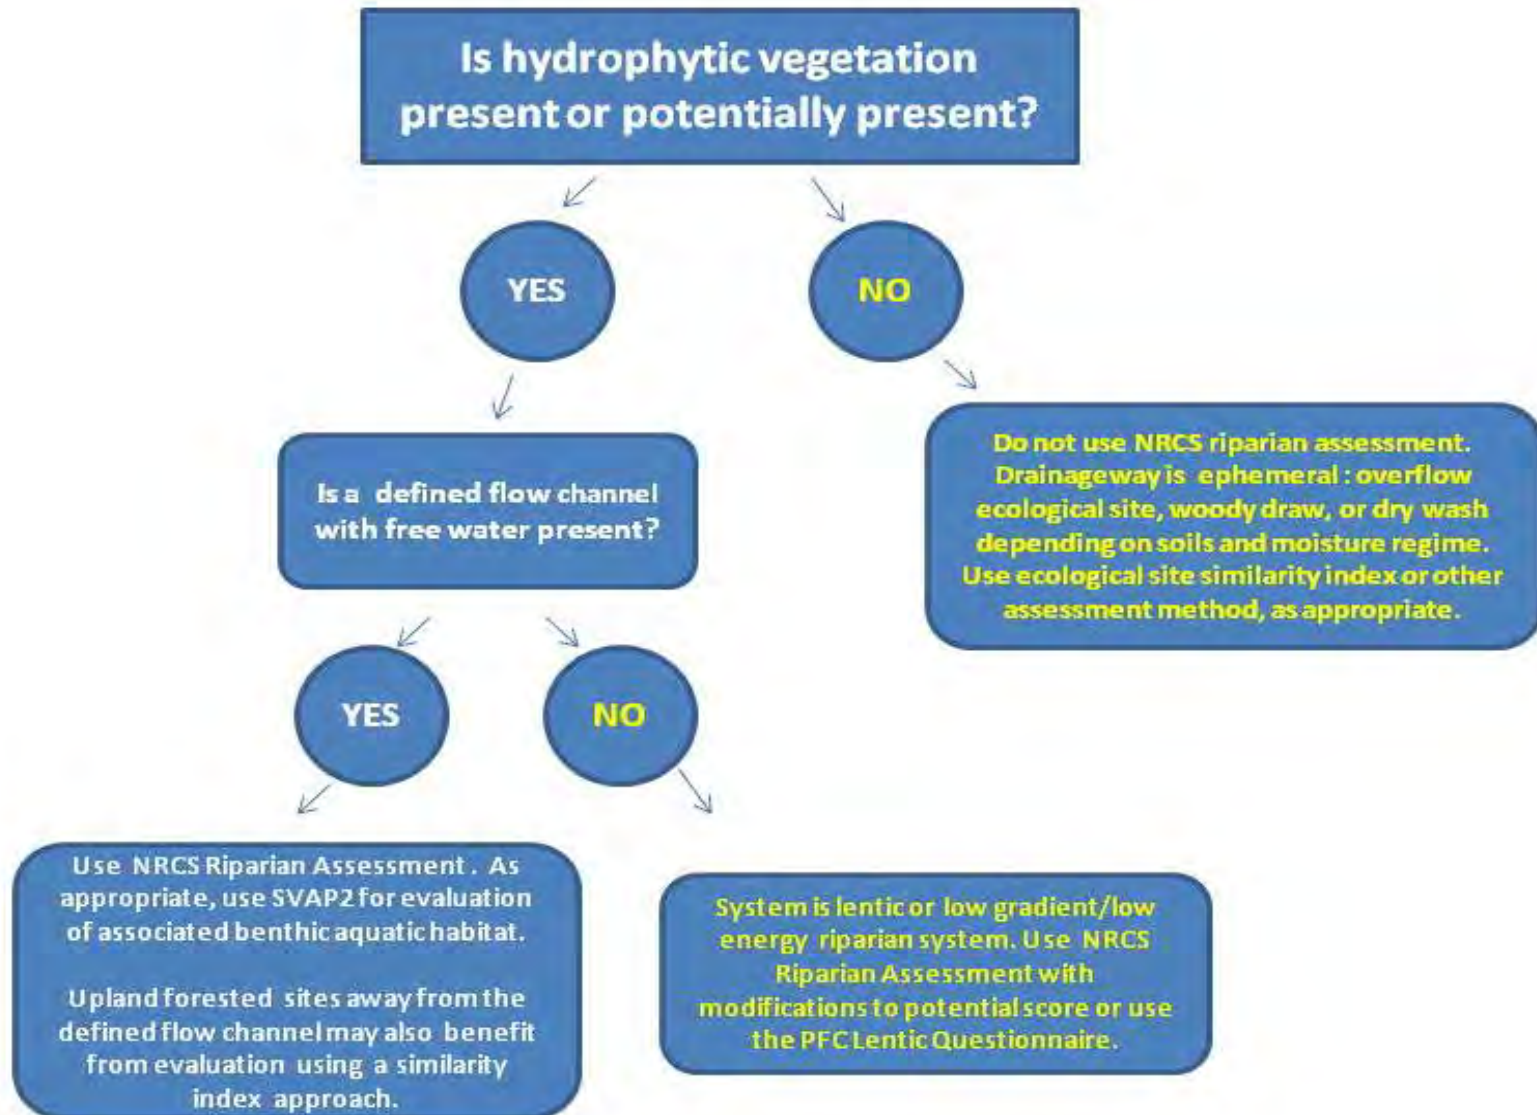 Is hydrophytic vegetation
present or potentially present?
YES
NO
Is a defined flow channel
with free water present?
Do not use NRCS riparian assessment.
Drainageway is ephemeral : overflow
ecological site, woody draw, or dry wash
depending on soils and moisture regime.
Use ecological site similarity index or other
assessment method, as appropriate.
YES
NO
Use NRCS Riparian Assessment . As
appropriate, use SVAP2 for evaluation
of associated benthic aquatic habitat.
Upland forested sites away from the
defined flow channel may also benefit
from evaluation using a similarity
index approach.
System is lentic or low gradient/low
energy riparian system. Use NRCS
Riparian Assessment with
modifications to potential score or use
the PFC Lentic Questionnaire.